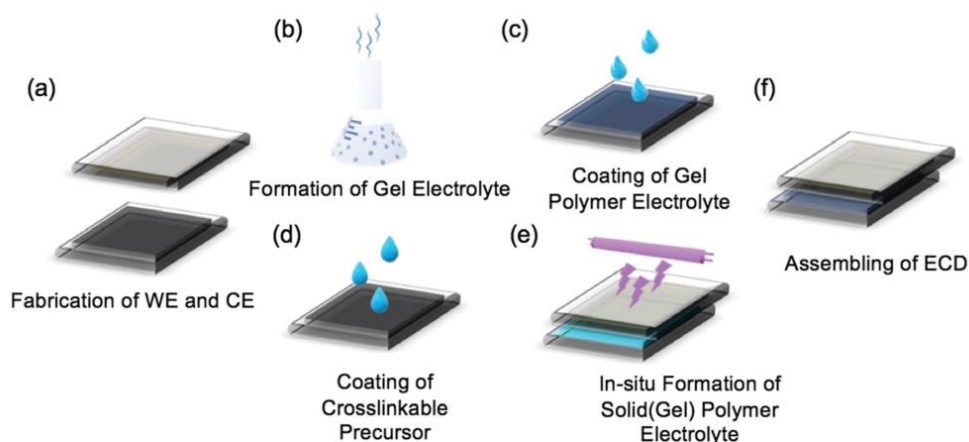 (a)
Fabrication of WE and CE
(b)
Formation of Gel Electrolyte
(c)
Coating of Gel
Polymer Electrolyte
(d)
Coating of
Crosslinkable
Precursor
(e)
In-situ Formation of
Solid(Gel) Polymer
Electrolyte
(f)
Assembling of ECD